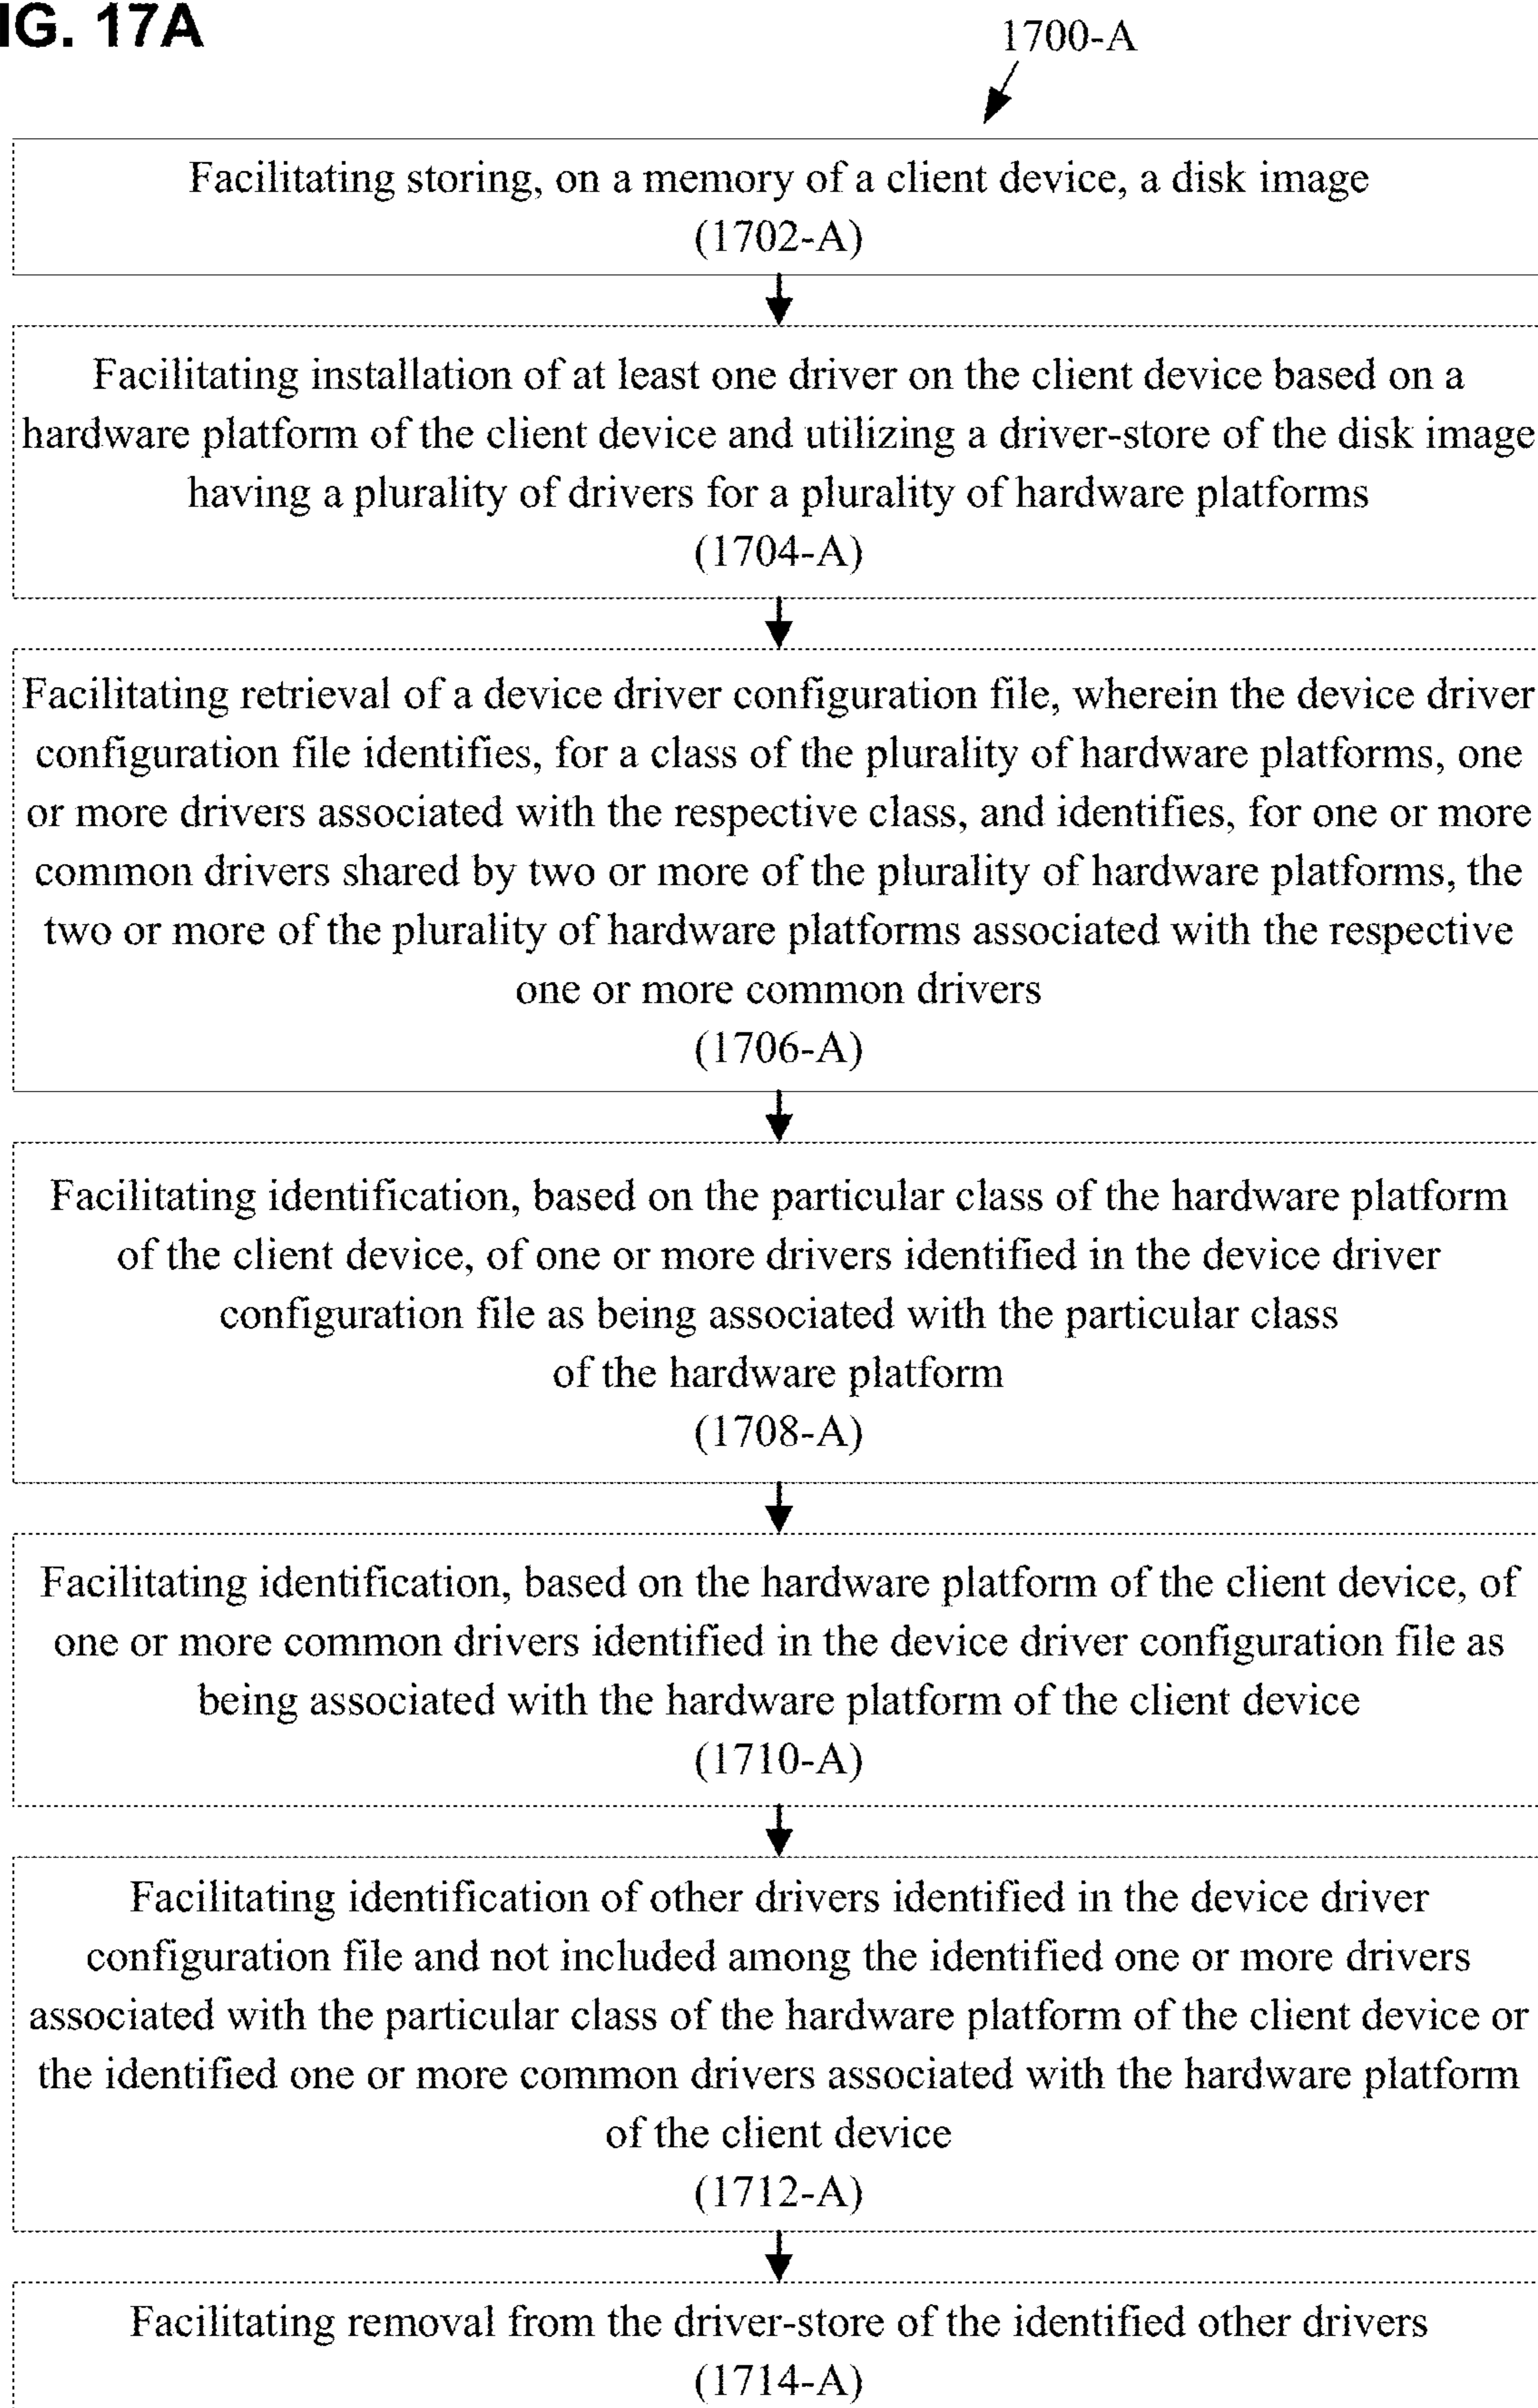 IG. 17A
1700-A
Facilitating storing, on a memory of a client device, a disk image
(1702-A)
Facilitating installation of at least one driver on the client device based on a
hardware platform of the client device and utilizing a driver-store of the disk image
having a plurality of drivers for a plurality of hardware platforms
(1704-A)
Facilitating retrieval of a device driver configuration file, wherein the device driver
configuration file identifies, for a class of the plurality of hardware platforms, one
or more drivers associated with the respective class, and identifies, for one or more
common drivers shared by two or more of the plurality of hardware platforms, the
two or more of the plurality of hardware platforms associated with the respective
one or more common drivers
(1706-A)
Facilitating identification, based on the particular class of the hardware platform
of the client device, of one or more drivers identified in the device driver
configuration file as being associated with the particular class
of the hardware platform
(1708-A)
Facilitating identification, based on the hardware platform of the client device, of
one or more common drivers identified in the device driver configuration file as
being associated with the hardware platform of the client device
(1710-A)
Facilitating identification of other drivers identified in the device driver
configuration file and not included among the identified one or more drivers
associated with the particular class of the hardware platform of the client device or
the identified one or more common drivers associated with the hardware platform
of the client device
(1712-A)
Facilitating removal from the driver-store of the identified other drivers
(1714-A)